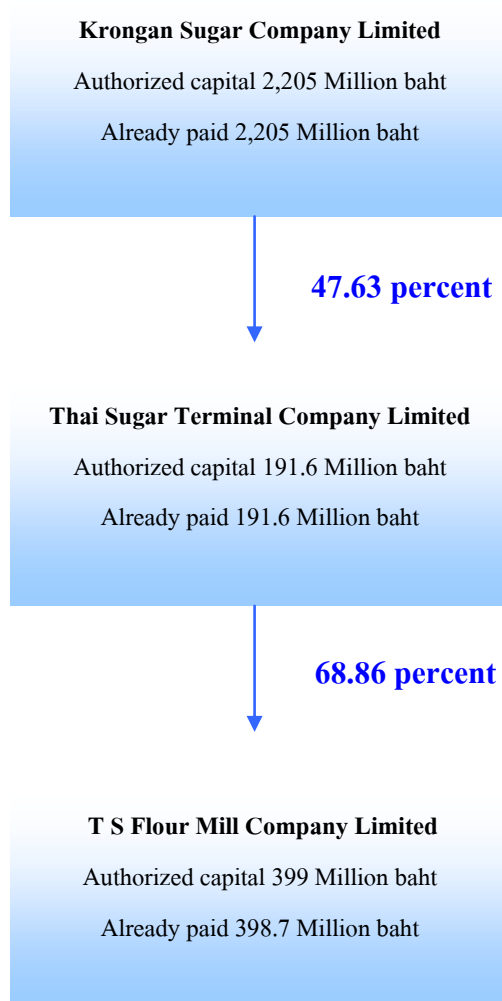 Krongan Sugar Company Limited
Authorized capital 2,205 Million baht
Already paid 2,205 Million baht
47.63 percent
Thai Sugar Terminal Company Limited
Authorized capital 191.6 Million baht
Already paid 191.6 Million baht
68.86 percent
T S Flour Mill Company Limited
Authorized capital 399 Million baht
Already paid 398.7 Million baht